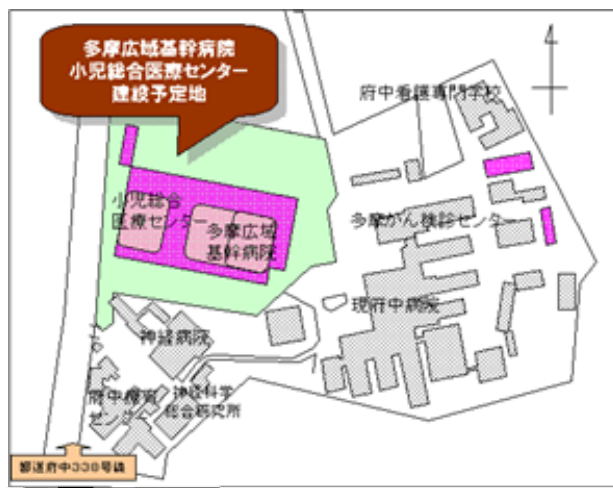 多摩広域基幹病院
小児総合医療センター
建設予定地
4
府中看護専門学校
小児総合
医療センター
多摩広域
基幹病院
多摩がん検診センター
現府中病院
神経病院
府中療育
センター
神経科学
総合研究所
都道府中338号線